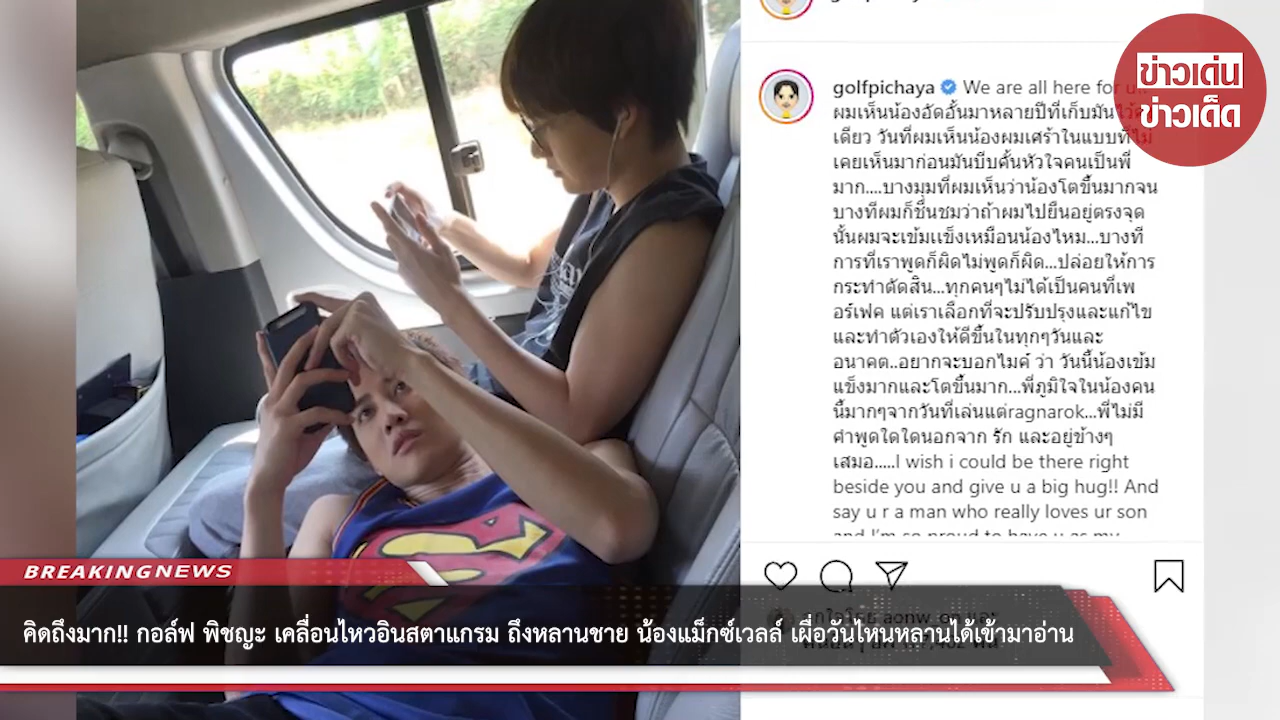 ข่าวเด่น
ข่าวเด็ด
golfpichaya We are all here for u..
ผมเห็นน้องอัดอั้นมาหลายปีที่เก็บมันไว้
เดียว วันที่ผมเห็นน้องผมเศร้าในแบบที่ไม่
เคยเห็นมาก่อนมันบีบคั้นหัวใจคนเป็นพี่
มาก....บางมุมที่ผมเห็นว่าน้องโตขึ้นมากจน
บางทีผมก็ชื่นชมว่าถ้าผมไปยืนอยู่ตรงจุด
นั้นผมจะเข้มแข็งเหมือนน้องไหม...บางที
การที่เราพูดก็ผิดไม่พูดก็ผิด...ปล่อยให้การ
กระทำตัดสิน...ทุกคนๆไม่ได้เป็นคนที่เพ
อร์เฟค แต่เราเลือกที่จะปรับปรุงและแก้ไข
และทำตัวเองให้ดีขึ้นในทุกๆวันและ
อนาคต..อยากจะบอกไมค์ ว่า วันนี้น้องเข้ม
แข็งมากและโตขึ้นมาก...พี่ภูมิใจในน้องคน
นี้มากๆจากวันที่เล่นแต่ragnarok...พี่ไม่มี
คำพูดใดใดนอกจาก รัก และอยู่ข้างๆ
เสมอ.....I wish i could be there right
beside you and give u a big hug!! And
say u r a man who really loves ur son
and I'm so proud to have u as my
BREAKING NEWS
คิดถึงมาก!! กอล์ฟ พิชญะ เคลื่อนไหวอินสตาแกรม ถึงหลานชาย น้องแม็กซ์เวลล์ เผื่อวันไหนหลานได้เข้ามาอ่าน